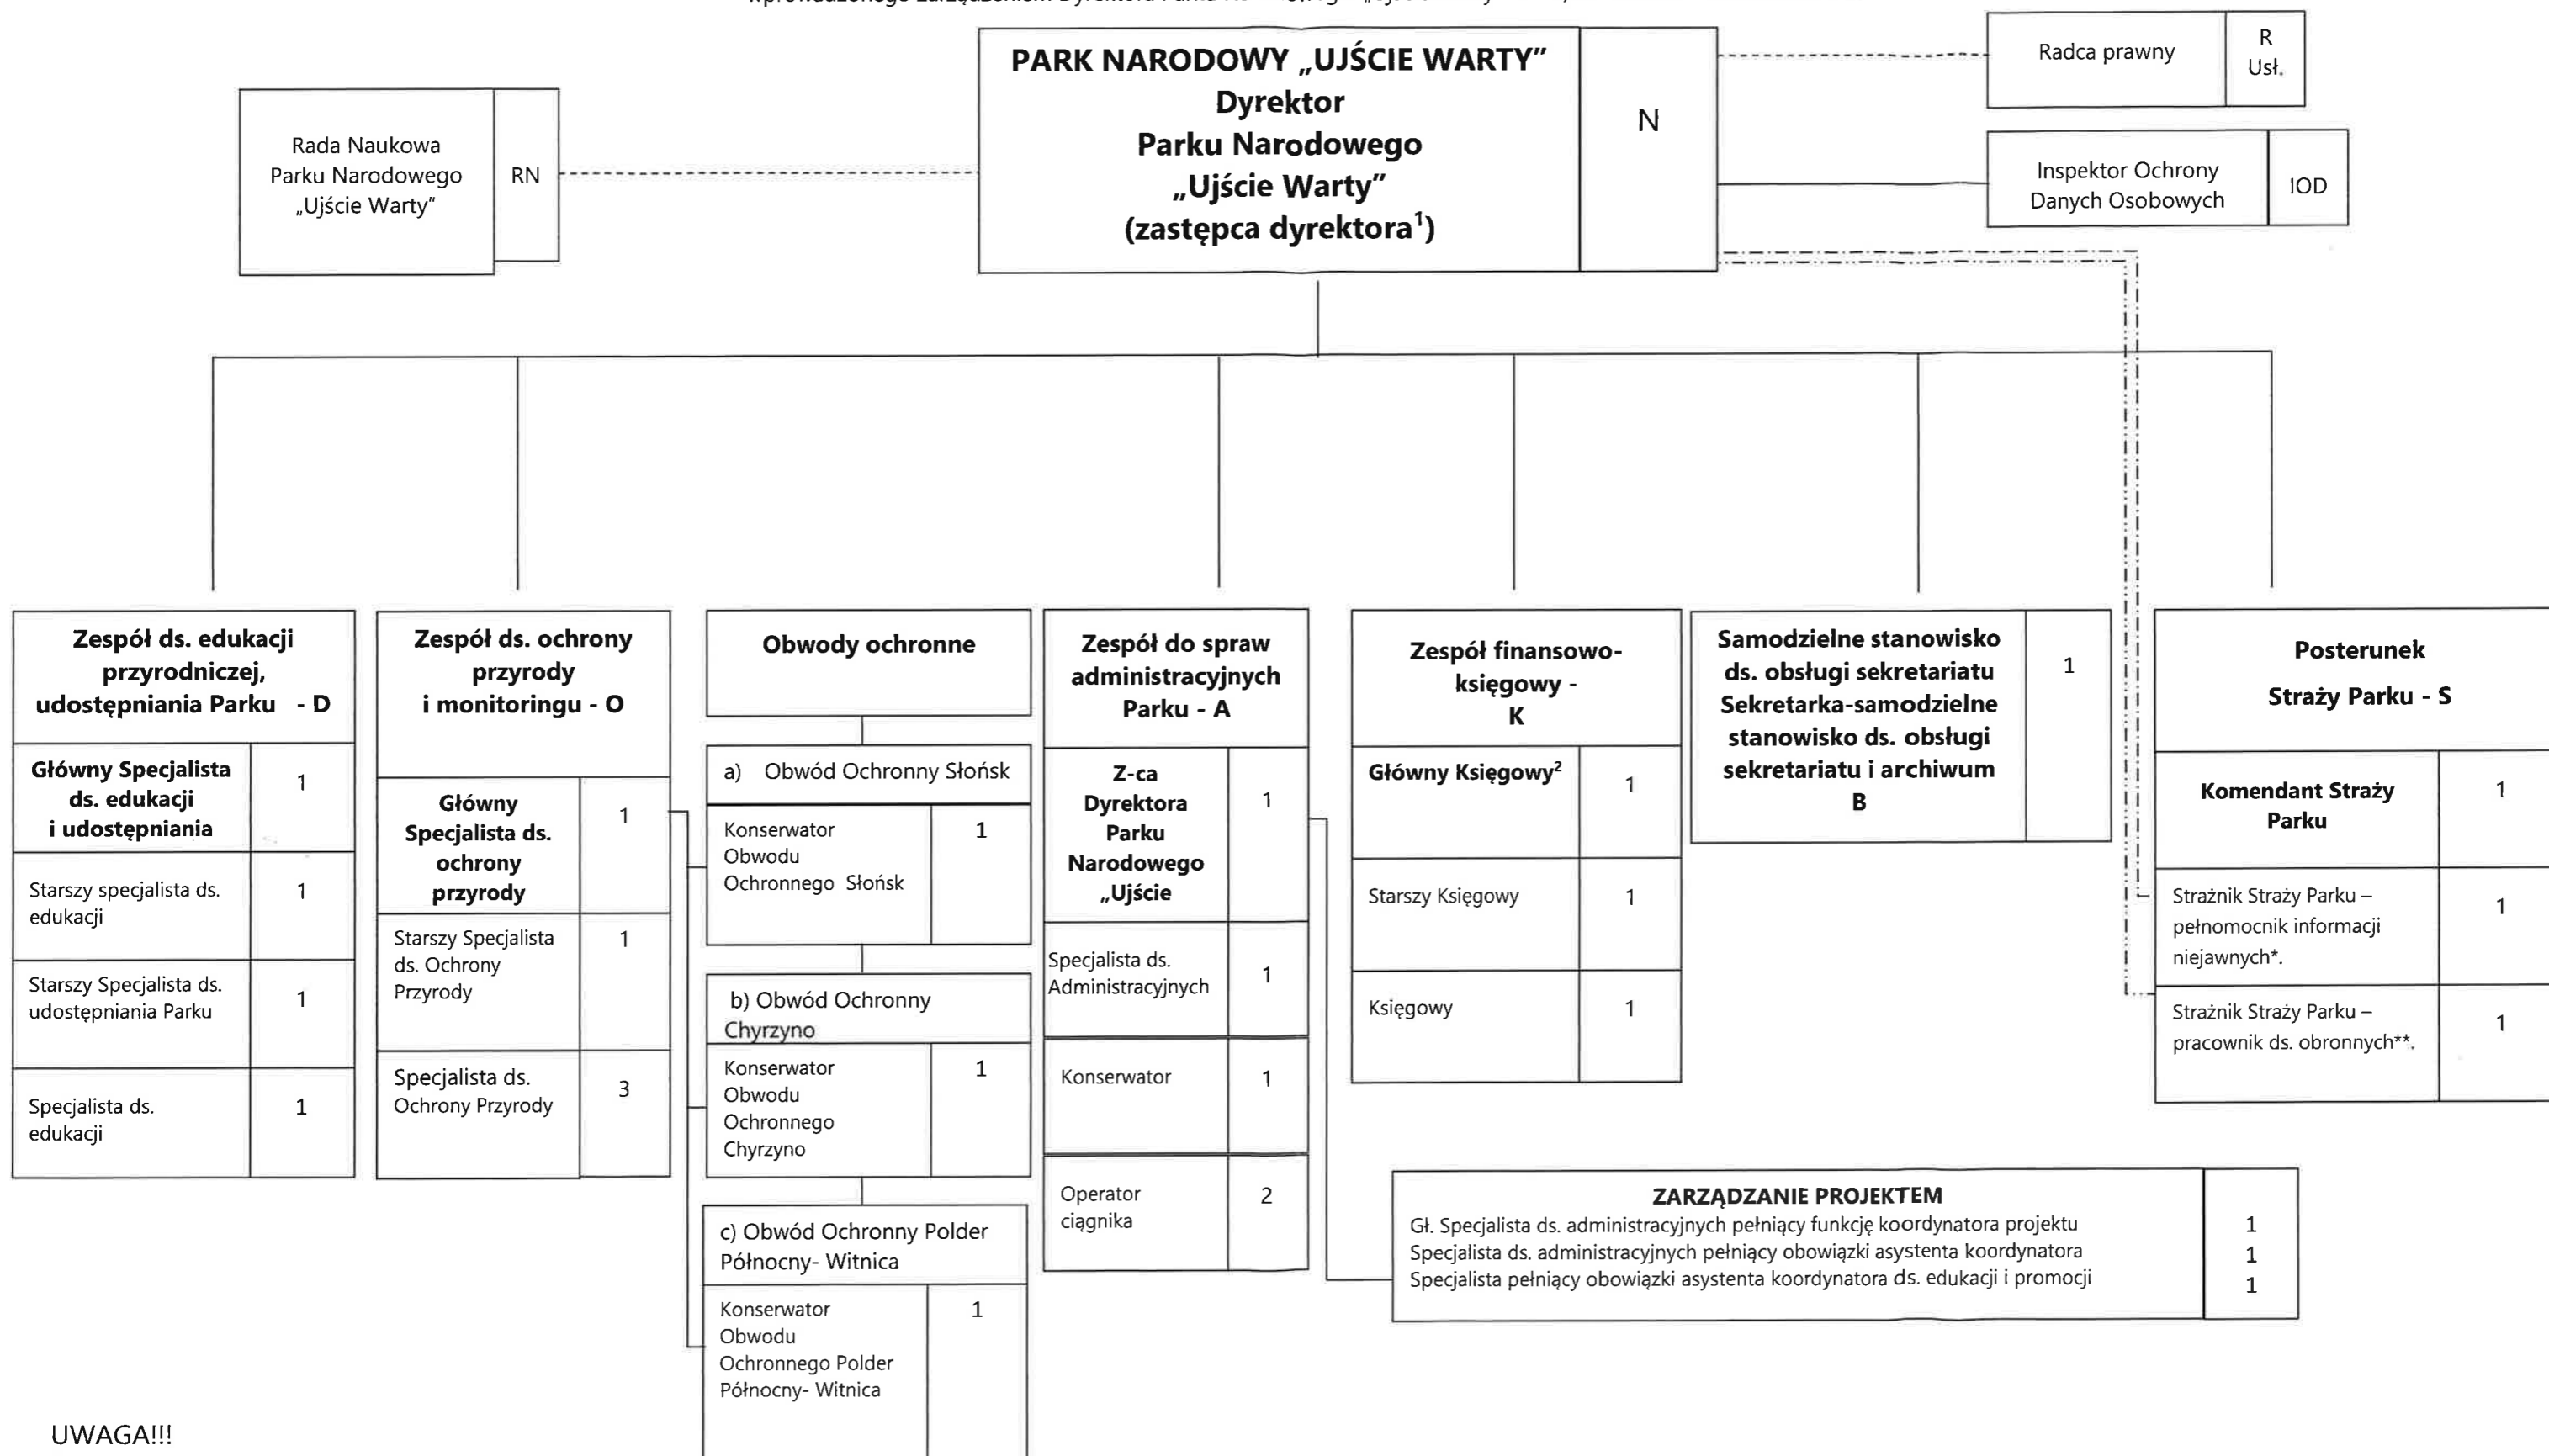 PARK NARODOWY „UJŚCIE WARTY”
Dyrektor
Parku Narodowego
„Ujście Warty”
(zastępca dyrektora¹)
N
Radca prawny
R
Usł.
Rada Naukowa
Parku Narodowego
„Ujście Warty”
RN
Inspektor Ochrony
Danych Osobowych
IOD
Zespół ds. edukacji
przyrodniczej,
udostępniania Parku - D
Główny Specjalista
ds. edukacji
i udostępniania
1
Starszy specjalista ds.
edukacji
1
Starszy Specjalista ds.
udostępniania Parku
1
Specjalista ds.
edukacji
1
Zespół ds. ochrony
przyrody
i monitoringu - O
Główny
Specjalista ds.
ochrony
przyrody
1
Starszy Specjalista
ds. Ochrony
Przyrody
1
Specjalista ds.
Ochrony Przyrody
3
Obwody ochronne
a) Obwód Ochronny Słońsk
Konserwator
Obwodu
Ochronnego Słońsk
1
b) Obwód Ochronny
Chyrzyno
Konserwator
Obwodu
Ochronnego
Chyrzyno
1
c) Obwód Ochronny Polder
Północny- Witnica
Konserwator
Obwodu
Ochronnego Polder
Północny- Witnica
1
Zespół do spraw
administracyjnych
Parku - A
Z-ca
Dyrektora
Parku
Narodowego
„Ujście
1
Specjalista ds.
Administracyjnych
1
Konserwator
1
Operator
ciągnika
2
Zespół finansowo-
księgowy -
K
Główny Księgowy²
1
Starszy Księgowy
1
Księgowy
1
Samodzielne stanowisko
ds. obsługi sekretariatu
Sekretarka-samodzielne
stanowisko ds. obsługi
sekretariatu i archiwum
B
1
Posterunek
Straży Parku - S
Komendant Straży
Parku
1
Strażnik Straży Parku –
pełnomocnik informacji
niejawnych*.
1
Strażnik Straży Parku –
pracownik ds. obronnych**.
1
ZARZĄDZANIE PROJEKTEM
Gł. Specjalista ds. administracyjnych pełniący funkcję koordynatora projektu 1
Specjalista ds. administracyjnych pełniący obowiązki asystenta koordynatora 1
Specjalista pełniący obowiązki asystenta koordynatora ds. edukacji i promocji 1
UWAGA!!!